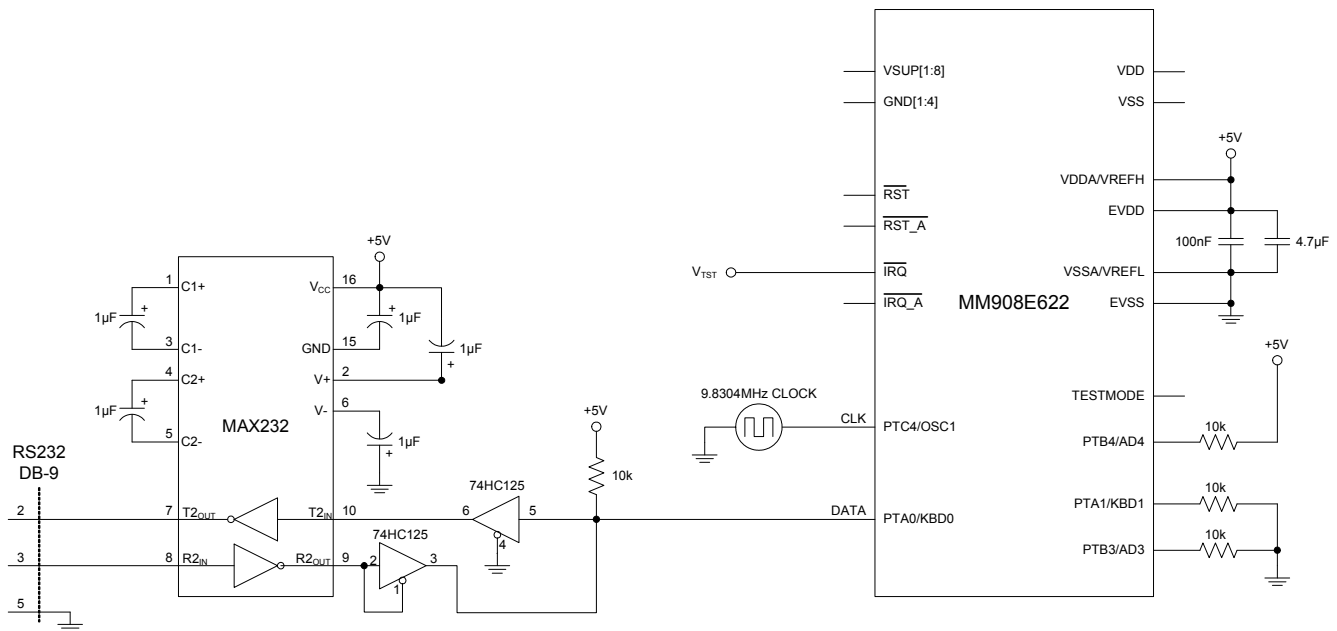 VSUP[1:8]
VDD
GND[1:4]
VSS
+5V
VDDA/VREFH
RST
EVDD
RST_A
100nF
4.7µF
+5V
VTST
IRQ
VSSA/VREFL
MM908E622
IRQ_A
EVSS
1
C1+
VCC
16
1µF
+
+
1µF
1µF
+
3
C1-
GND
15
4
C2+
V+
2
1µF
+
V-
6
+5V
TESTMODE
9.8304MHz CLOCK
MAX232
1µF
+
+5V
CLK
PTC4/OSC1
10k
PTB4/AD4
5
C2-
RS232
DB-9
10k
74HC125
10k
PTA1/KBD1
2
7
T2OUT
T2IN
10
6
5
DATA
PTA0/KBD0
4
74HC125
10k
PTB3/AD3
3
8
R2IN
R2OUT
9
2
3
1
5